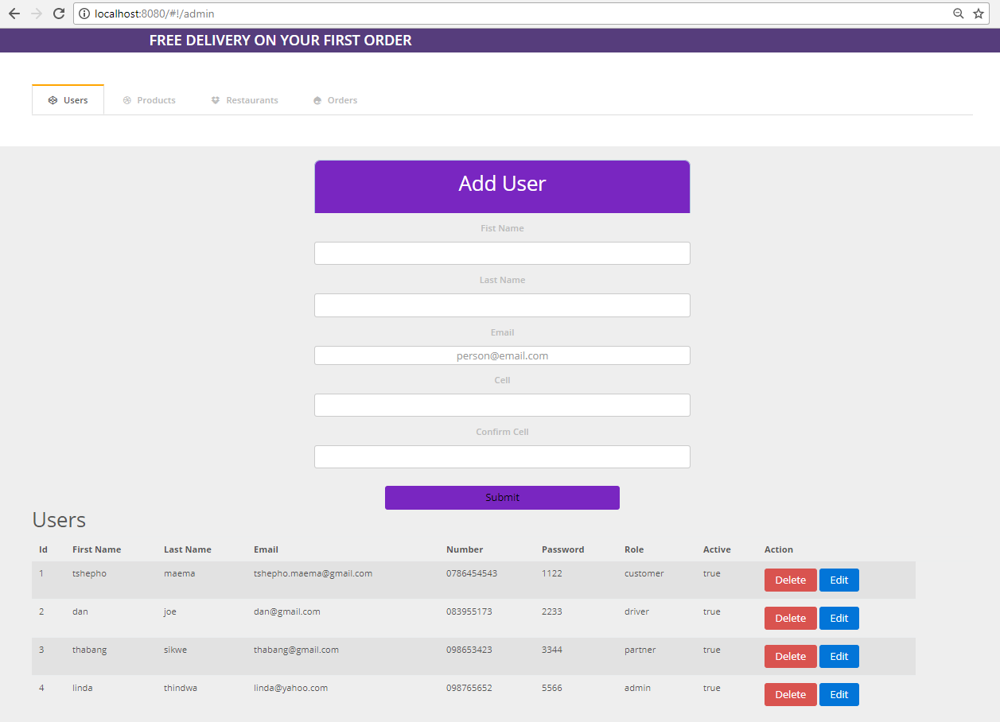 localhost:8080/#!/admin
FREE DELIVERY ON YOUR FIRST ORDER
Users Products Restaurants Orders
Add User
Fist Name
Last Name
Email
person@email.com
Cell
Confirm Cell
Submit
Users
Id First Name Last Name Email Number Password Role Active Action
1 tshepho maema tshepho.maema@gmail.com 0786454543 1122 customer true Delete Edit
2 dan joe dan@gmail.com 083955173 2233 driver true Delete Edit
3 thabang sikwe thabang@gmail.com 098653423 3344 partner true Delete Edit
4 linda thindwa linda@yahoo.com 098765652 5566 admin true Delete Edit